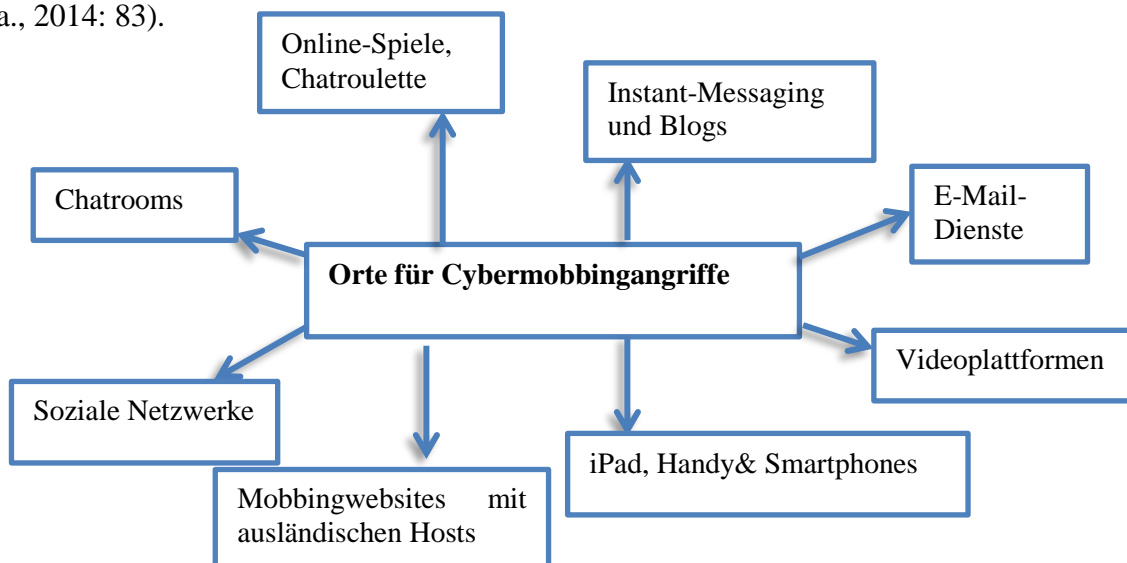 a., 2014: 83).
Online-Spiele,
Chatroulette
Instant-Messaging
und Blogs
Chatrooms
E-Mail-
Dienste
Orte für Cybermobbingangriffe
Videoplattformen
Soziale Netzwerke
iPad, Handy& Smartphones
Mobbingwebsites mit
ausländischen Hosts